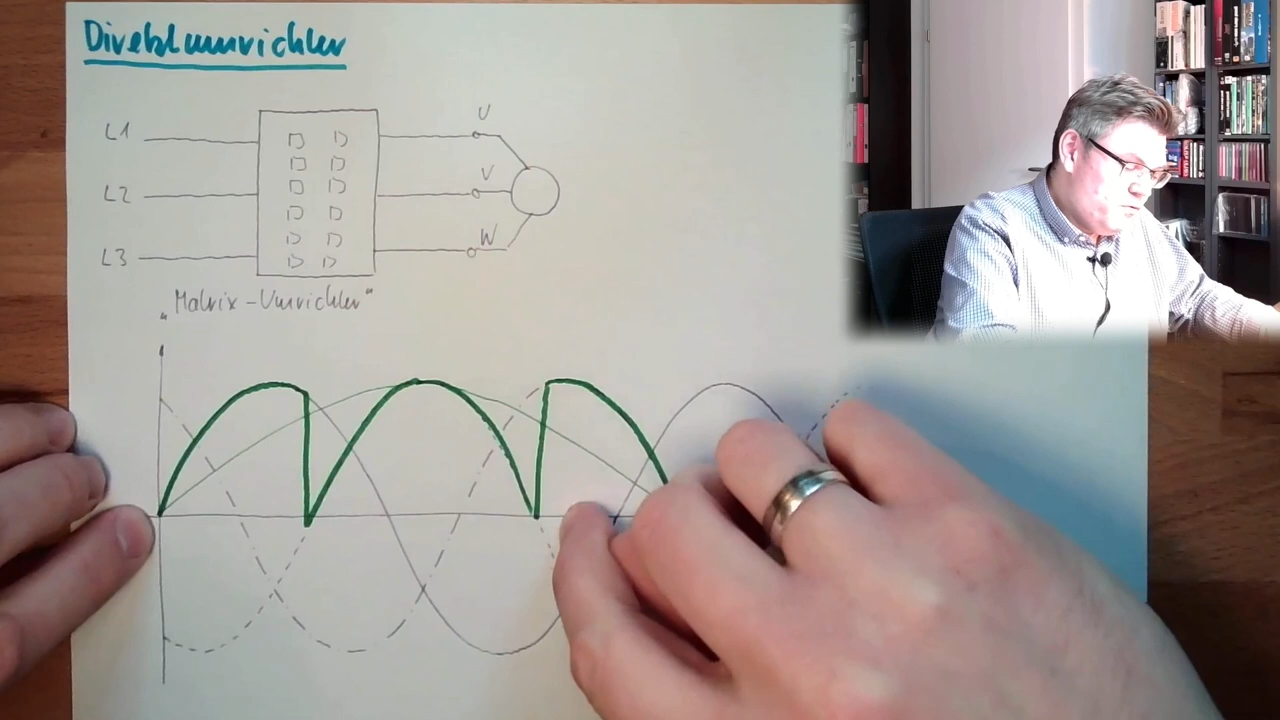 Direktumrichter
L1
U
L2
V
L3
W
„Matrix-Umrichter"